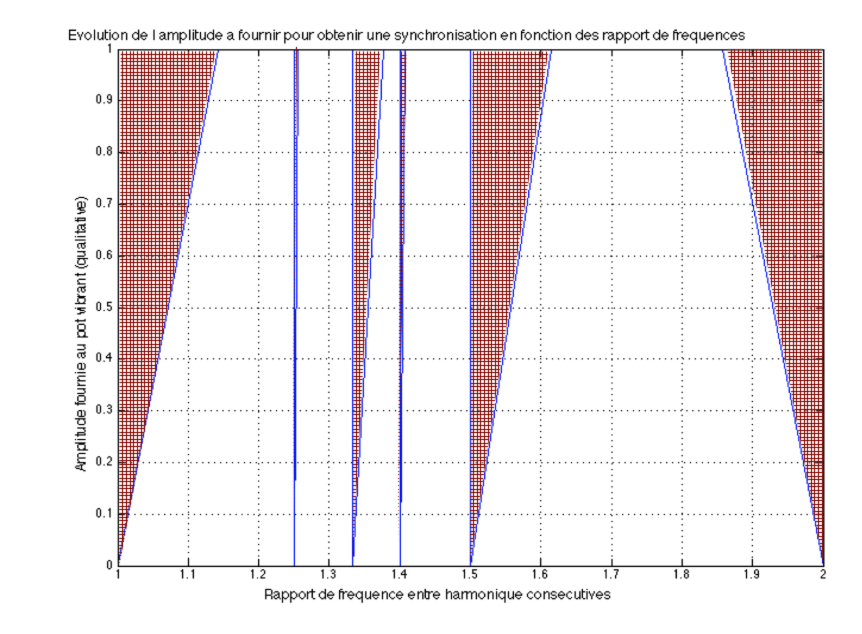 Evolution de l amplitude a fournir pour obtenir une synchronisation en fonction des rapport de frequences
Amplitude fournie au pot vibrant (qualitative)
1
0.9
0.8
0.7
0.6
0.5
0.4
0.3
0.2
0.1
0
1 1.1 1.2 1.3 1.4 1.5 1.6 1.7 1.8 1.9 2
Rapport de frequence entre harmonique consecutives